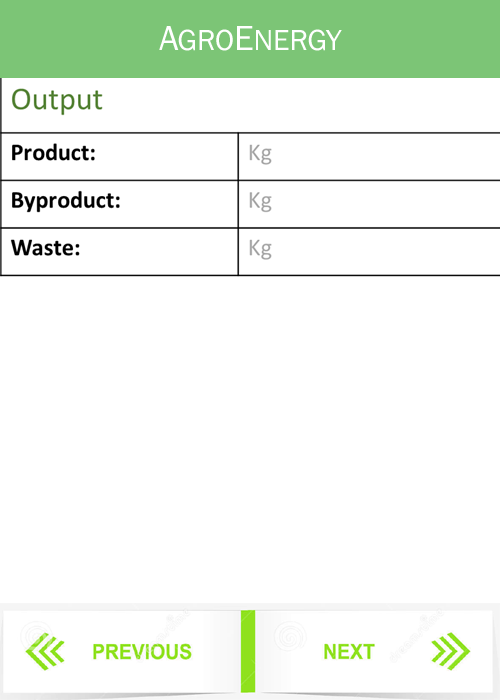 AGROENERGY
Output
Product: Kg
Byproduct: Kg
Waste: Kg
PREVIOUS NEXT